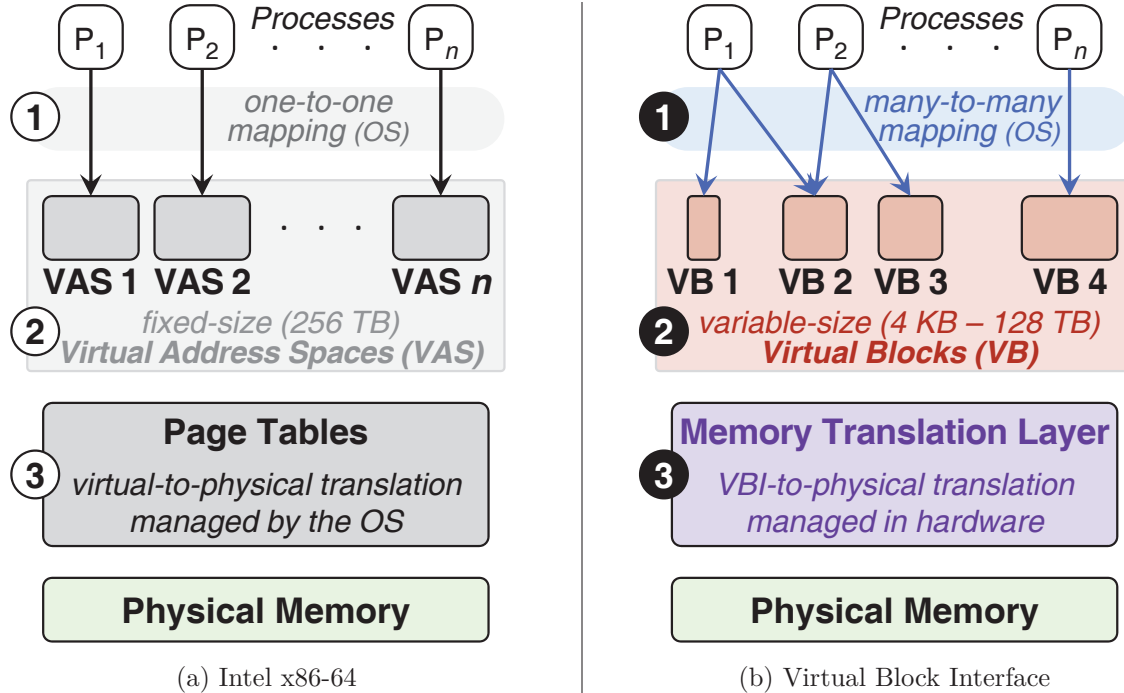 Processes
P1 P2 . . . Pn
1
one-to-one
mapping (OS)
. . .
VAS 1 VAS 2 VAS n
2
fixed-size (256 TB)
Virtual Address Spaces (VAS)
Page Tables
3
virtual-to-physical translation
managed by the OS
Physical Memory
(a) Intel x86-64
Processes
P1 P2 . . . Pn
1
many-to-many
mapping (OS)
VB 1 VB 2 VB 3 VB 4
2
variable-size (4 KB – 128 TB)
Virtual Blocks (VB)
Memory Translation Layer
3
VBI-to-physical translation
managed in hardware
Physical Memory
(b) Virtual Block Interface